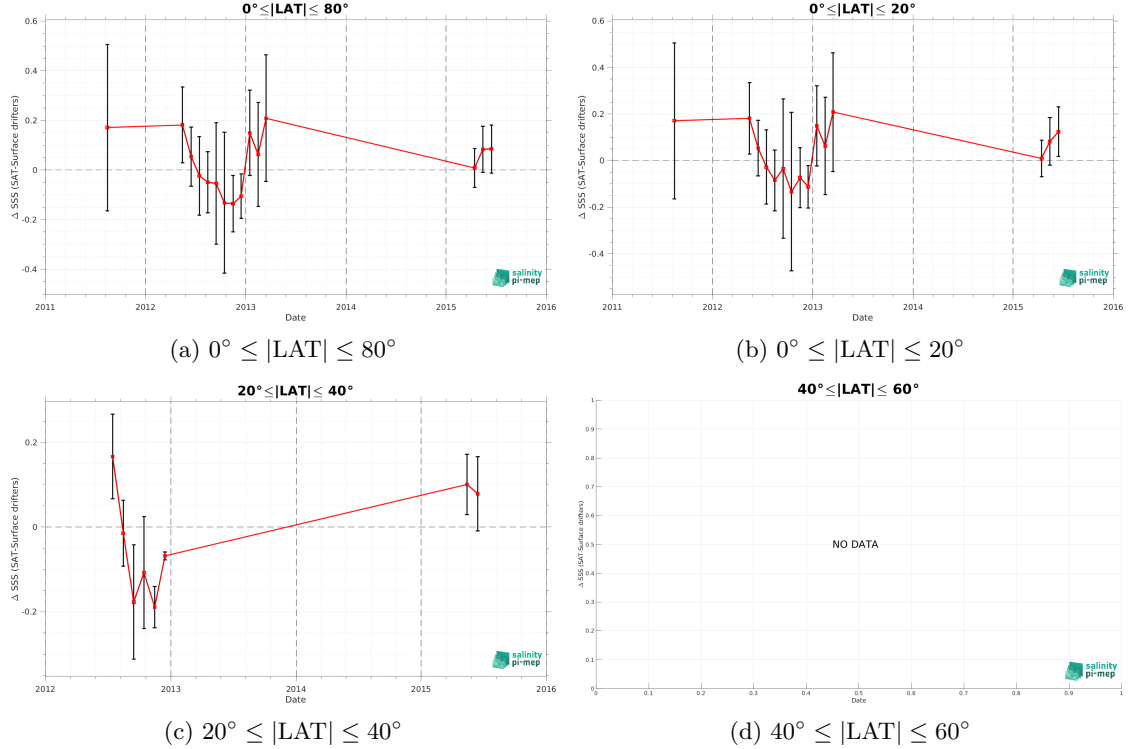 0°≤|LAT|≤ 80°
0.6
0.4
0.2
0
-0.2
-0.4
Δ SSS (SAT-Surface drifters)
2011
2012
2013
2014
2015
2016
Date
salinity
pi-mep
(a) 0° ≤ |LAT| ≤ 80°
0°≤|LAT|≤ 20°
0.6
0.4
0.2
0
-0.2
-0.4
Δ SSS (SAT-Surface drifters)
2011
2012
2013
2014
2015
2016
Date
salinity
pi-mep
(b) 0° ≤ |LAT| ≤ 20°
20°≤|LAT|≤ 40°
0.2
0
-0.2
Δ SSS (SAT-Surface drifters)
2012
2013
2014
2015
2016
Date
salinity
pi-mep
(c) 20° ≤ |LAT| ≤ 40°
40°≤|LAT|≤ 60°
1
0.9
0.8
0.7
0.6
0.5
0.4
0.3
0.2
0.1
0
Δ SSS (SAT-Surface drifters)
NO DATA
0
0.1
0.2
0.3
0.4
0.5
0.6
0.7
0.8
0.9
1
Date
salinity
pi-mep
(d) 40° ≤ |LAT| ≤ 60°